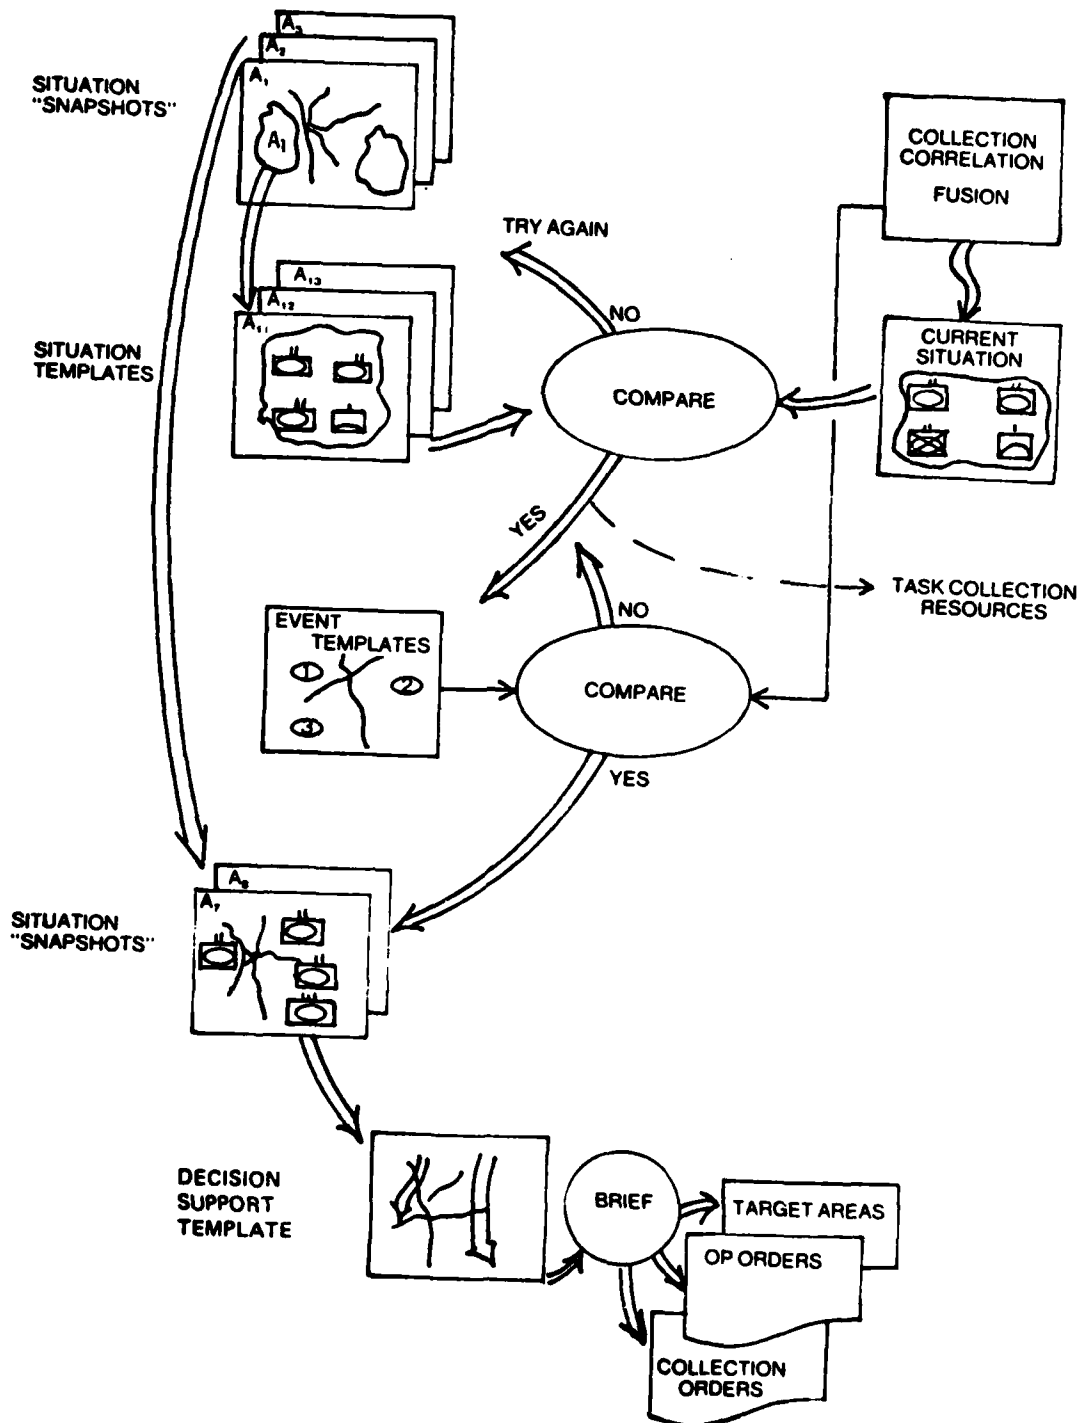 A₃
A₂
A₁
SITUATION
"SNAPSHOTS"
A₁
COLLECTION
CORRELATION
FUSION
TRY AGAIN
A₁₃
A₁₂
A₁₁
NO
SITUATION
TEMPLATES
CURRENT
SITUATION
COMPARE
YES
TASK COLLECTION
RESOURCES
NO
EVENT
TEMPLATES
1
2
3
COMPARE
YES
A₈
A₇
SITUATION
"SNAPSHOTS"
DECISION
SUPPORT
TEMPLATE
BRIEF
TARGET AREAS
OP ORDERS
COLLECTION
ORDERS